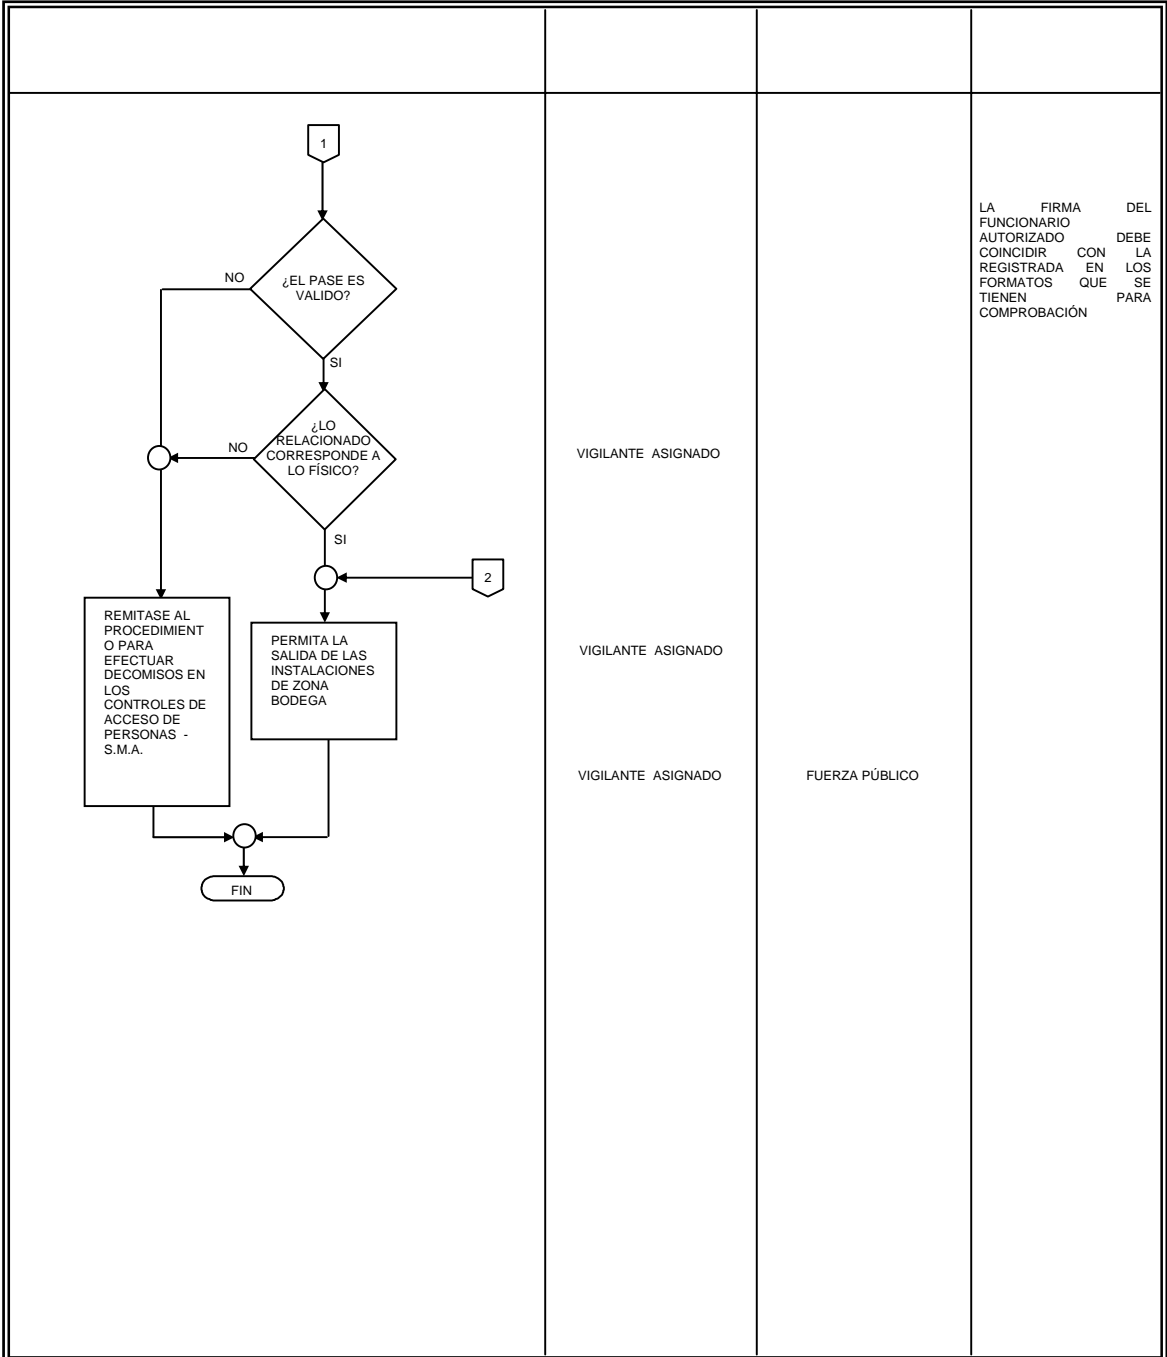 1
LA FIRMA DEL
FUNCIONARIO
AUTORIZADO DEBE
COINCIDIR CON LA
REGISTRADA EN LOS
FORMATOS QUE SE
TIENEN PARA
COMPROBACIÓN
NO
¿EL PASE ES
VALIDO?
SI
¿LO
RELACIONADO
CORRESPONDE A
LO FÍSICO?
NO
VIGILANTE ASIGNADO
SI
2
REMITASE AL
PROCEDIMIENT
O PARA
EFECTUAR
DECOMISOS EN
LOS
CONTROLES DE
ACCESO DE
PERSONAS -
S.M.A.
PERMITA LA
SALIDA DE LAS
INSTALACIONES
DE ZONA
BODEGA
VIGILANTE ASIGNADO
VIGILANTE ASIGNADO
FUERZA PÚBLICO
FIN